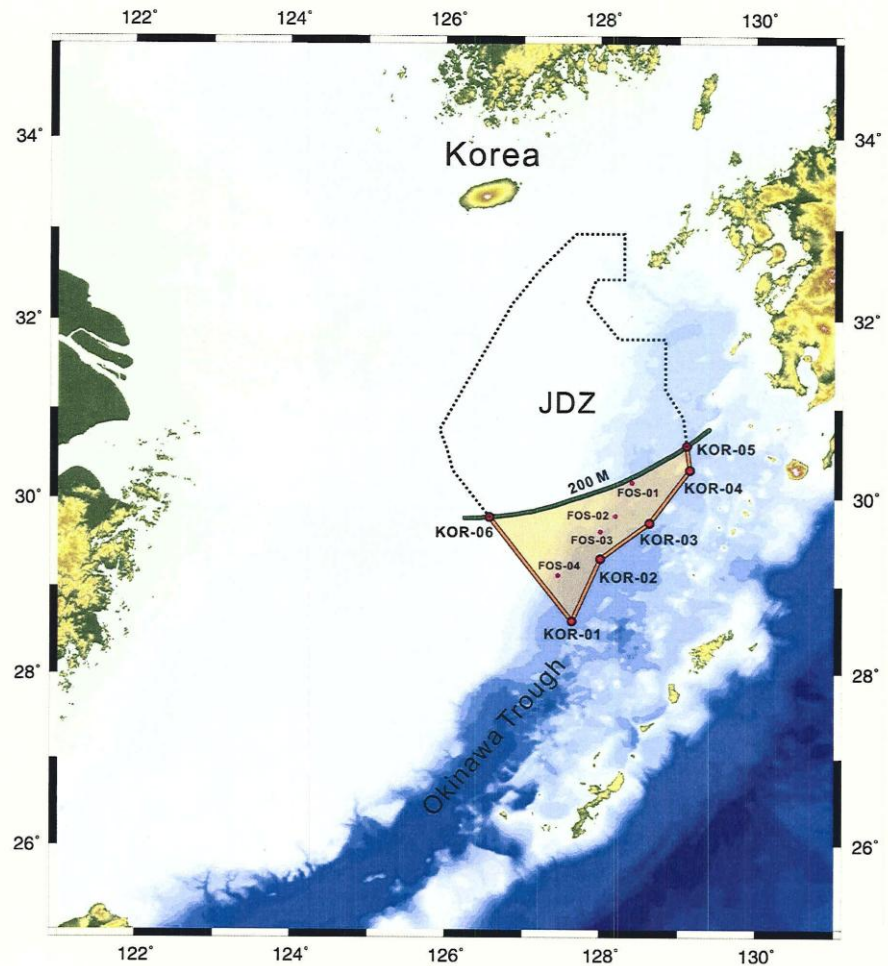 122° 124° 126° 128° 130°
34° 34°
Korea
32° 32°
JDZ
200 M
KOR-05
KOR-04
FOS-01
30° 30°
FOS-02
KOR-06
KOR-03
FOS-03
FOS-04
KOR-02
KOR-01
28° 28°
Okinawa Trough
26° 26°
122° 124° 126° 128° 130°